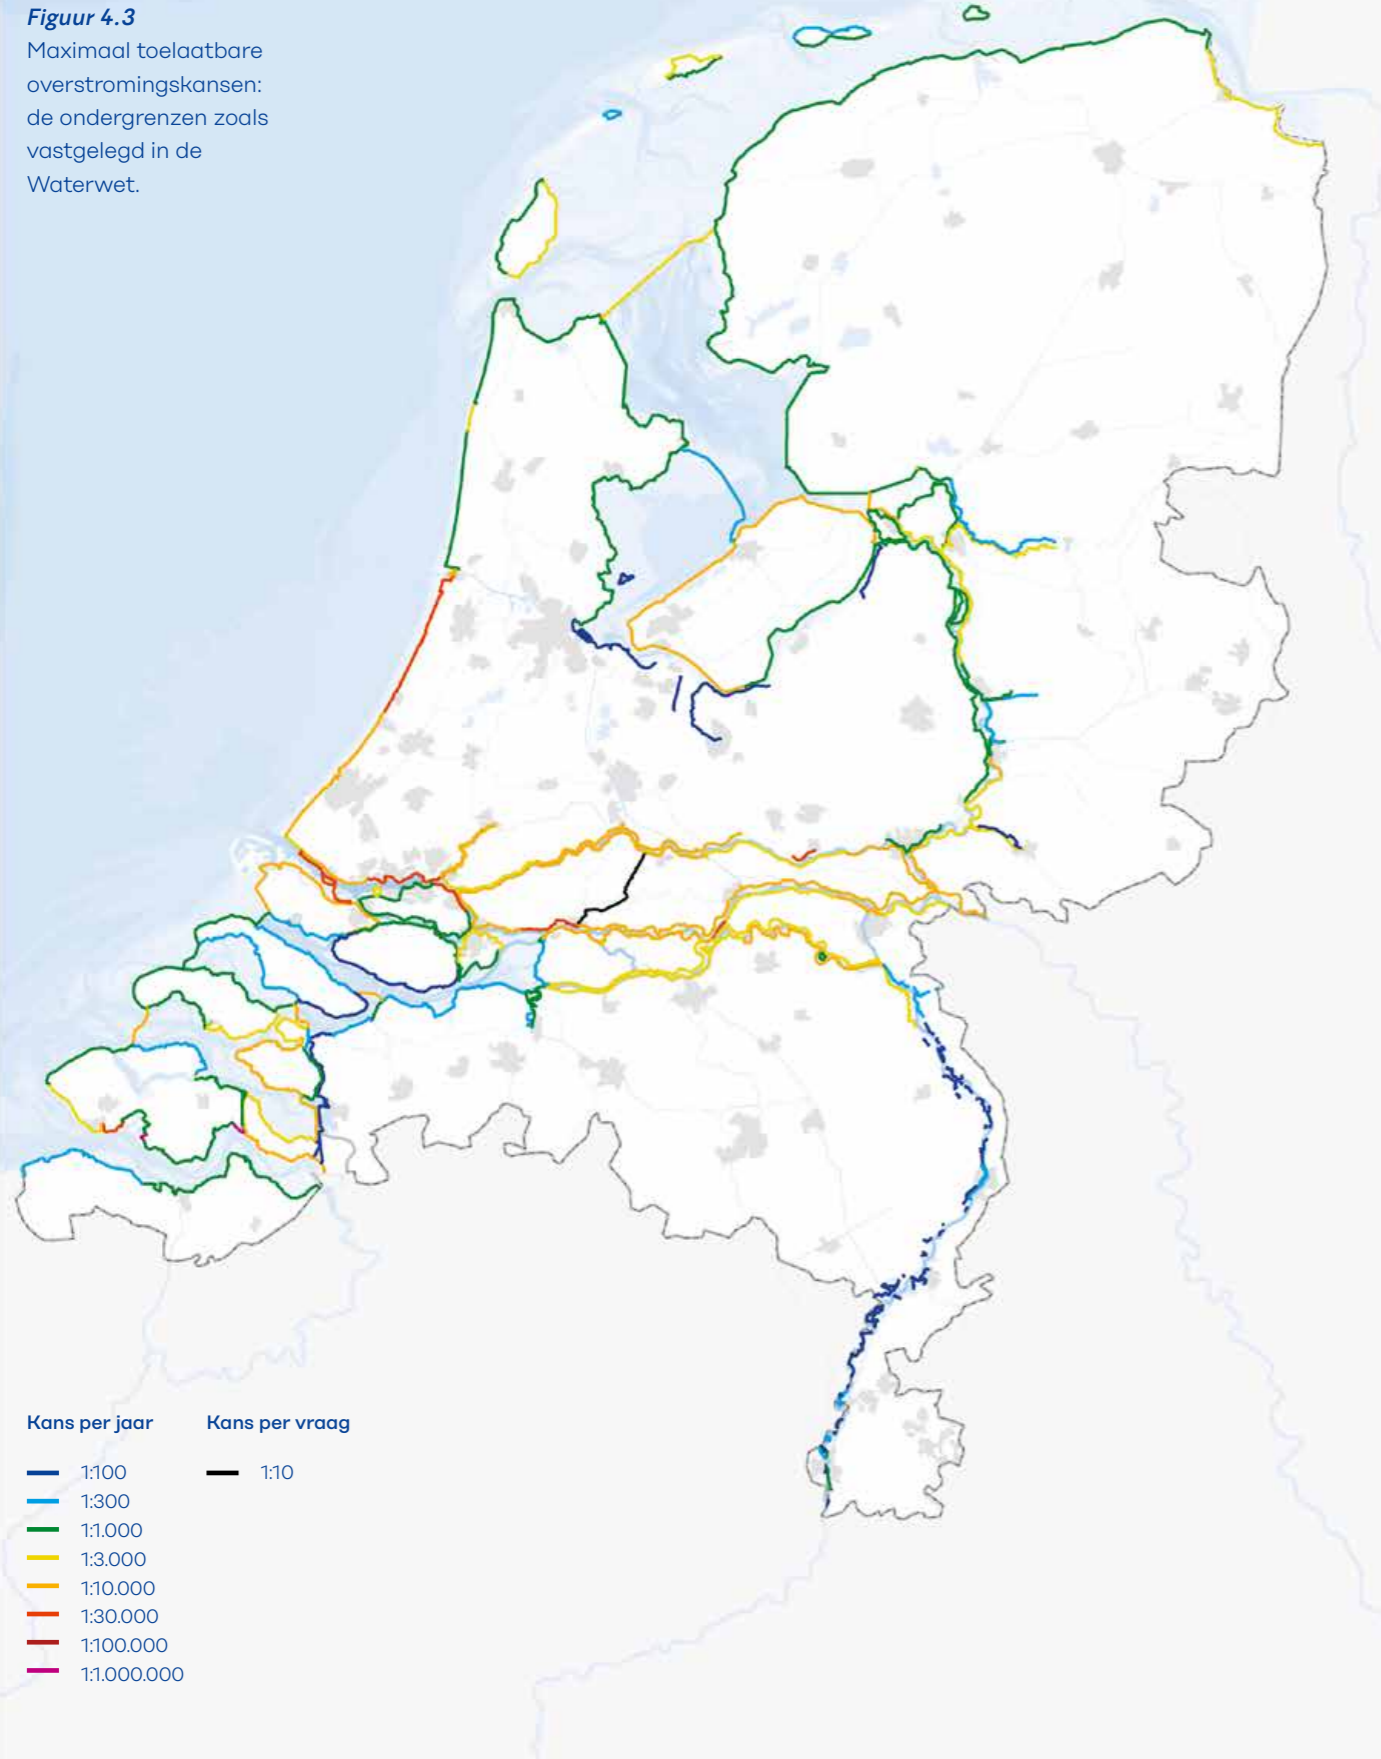 Figuur 4.3
Maximaal toelaatbare
overstromingskansen:
de ondergrenzen zoals
vastgelegd in de
Waterwet.
Kans per jaar
1:100
1:300
1:1.000
1:3.000
1:10.000
1:30.000
1:100.000
1:1.000.000
Kans per vraag
1:10